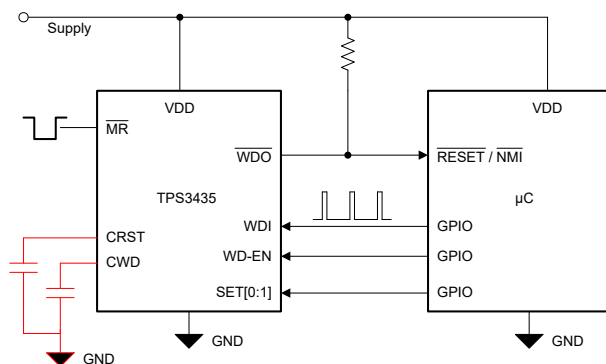 Supply
VDD
VDD
MR
WDO
RESET / NMI
TPS3435
µC
WDI
GPIO
CRST
WD-EN
GPIO
CWD
SET[0:1]
GPIO
GND
GND
GND